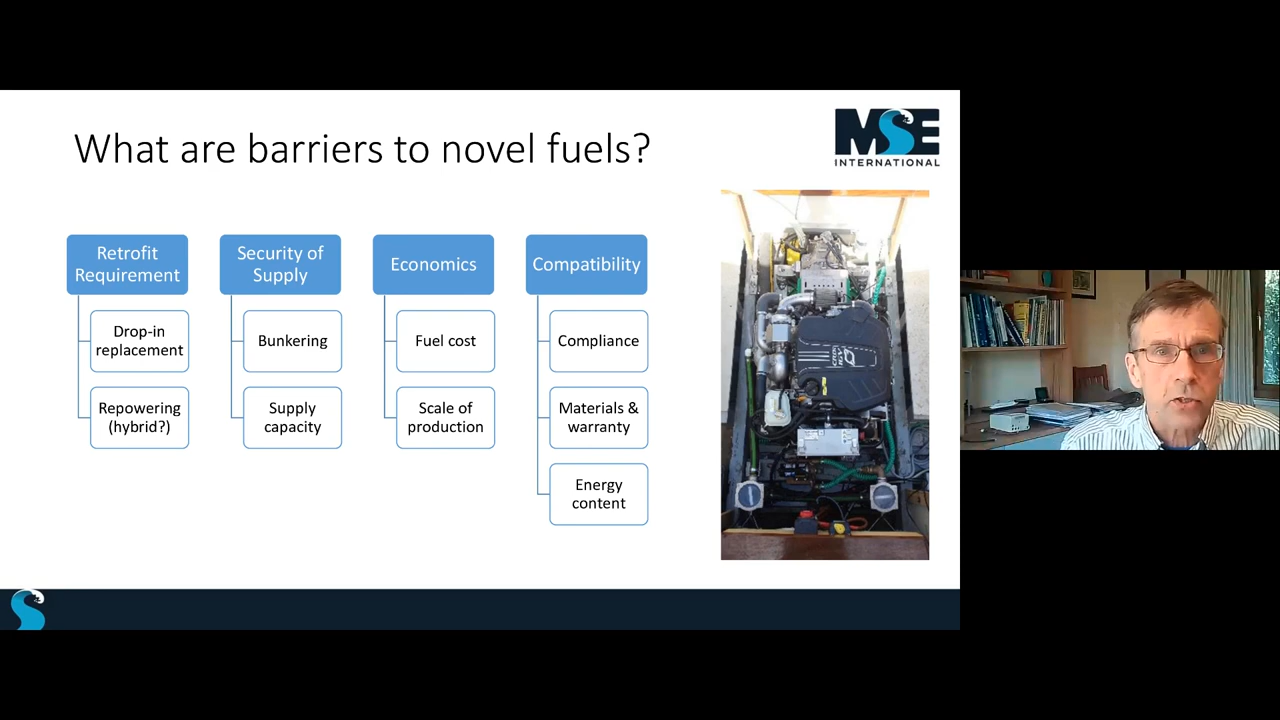 What are barriers to novel fuels?
MSE
INTERNATIONAL
Retrofit
Requirement
Drop-in
replacement
Repowering
(hybrid?)
Security of
Supply
Bunkering
Supply
capacity
Economics
Fuel cost
Scale of
production
Compatibility
Compliance
Materials &
warranty
Energy
content